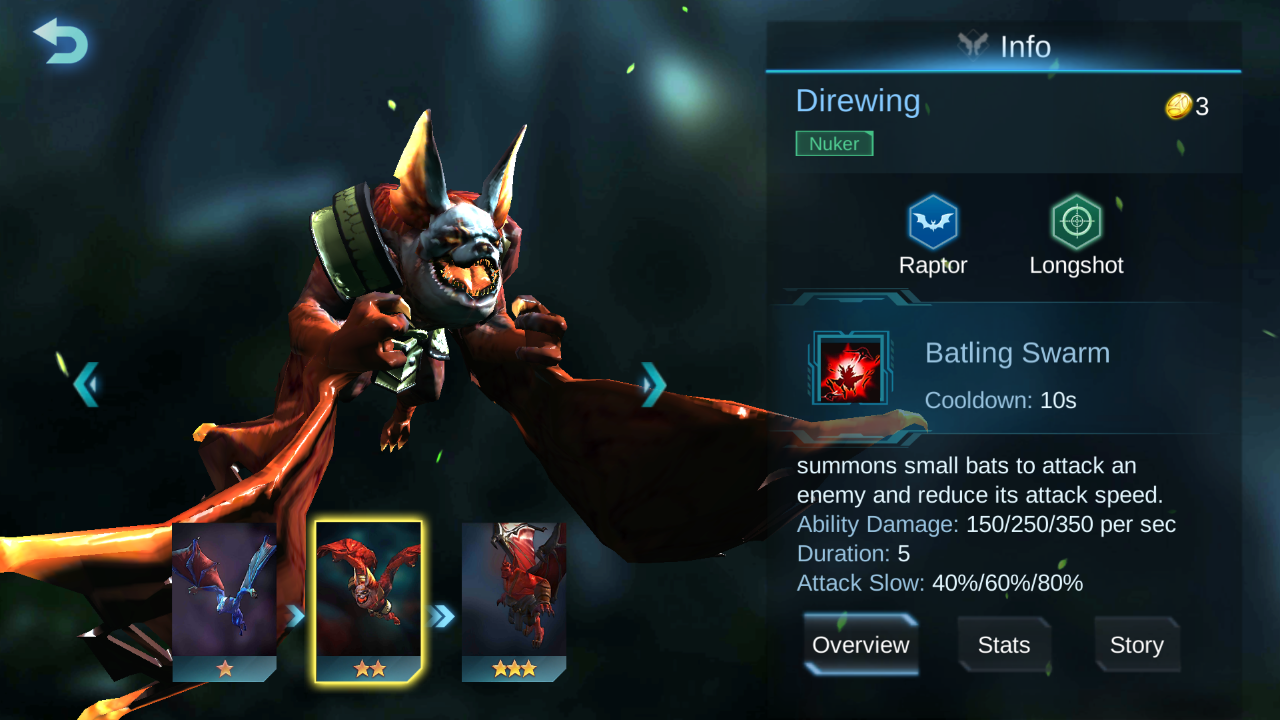 Info
Direwing
3
Nuker
Raptor
Longshot
Batling Swarm
Cooldown: 10s
summons small bats to attack an
enemy and reduce its attack speed.
Ability Damage: 150/250/350 per sec
Duration: 5
Attack Slow: 40%/60%/80%
Overview
Stats
Story